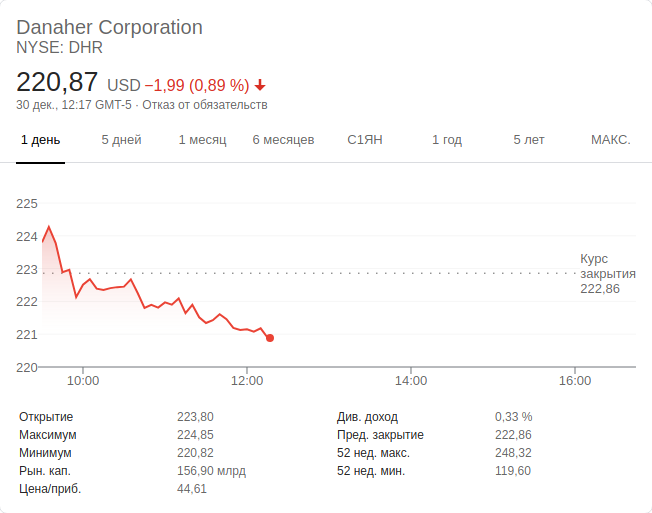 Danaher Corporation
NYSE: DHR
220,87 USD −1,99 (0,89 %)
30 дек., 12:17 GMT-5 · Отказ от обязательств
1 день 5 дней 1 месяц 6 месяцев С1ЯН 1 год 5 лет МАКС.
225
224
223
222
221
220
Курс
закрытия
222,86
10:00 12:00 14:00 16:00
Открытие 223,80
Максимум 224,85
Минимум 220,82
Рын. кап. 156,90 млрд
Цена/приб. 44,61
Див. доход 0,33 %
Пред. закрытие 222,86
52 нед. макс. 248,32
52 нед. мин. 119,60